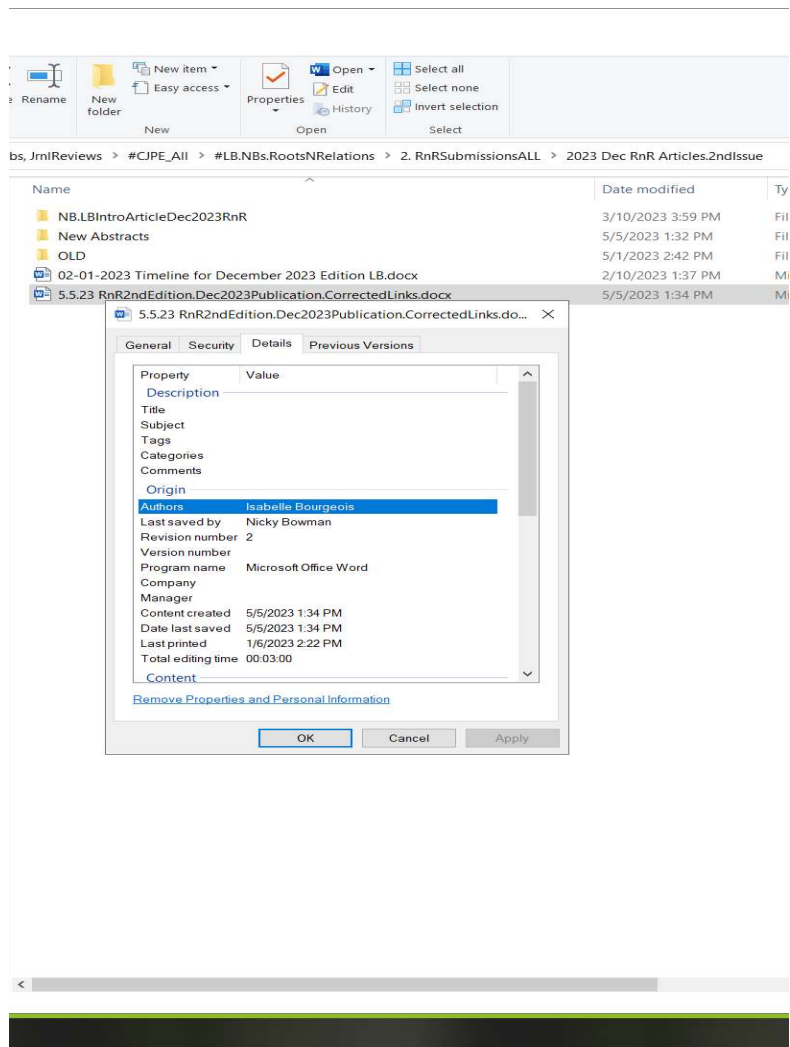 New item
Open
Select all
Easy access
Edit
Select none
Rename
New folder
Properties
History
Invert selection
New
Open
Select
bs, JrnlReviews > #CJPE_All > #LB.NBs.RootsNRelations > 2. RnRSubmissionsALL > 2023 Dec RnR Articles.2ndIssue
Name Date modified Ty
NB.LBIntroArticleDec2023RnR 3/10/2023 3:59 PM Fil
New Abstracts 5/5/2023 1:32 PM Fil
OLD 5/1/2023 2:42 PM Fil
02-01-2023 Timeline for December 2023 Edition LB.docx 2/10/2023 1:37 PM Mi
5.5.23 RnR2ndEdition.Dec2023Publication.CorrectedLinks.docx 5/5/2023 1:34 PM Mi
5.5.23 RnR2ndEdition.Dec2023Publication.CorrectedLinks.do...
General Security Details Previous Versions
Property Value
Description
Title
Subject
Tags
Categories
Comments
Origin
Authors Isabelle Bourgeois
Last saved by Nicky Bowman
Revision number 2
Version number
Program name Microsoft Office Word
Company
Manager
Content created 5/5/2023 1:34 PM
Date last saved 5/5/2023 1:34 PM
Last printed 1/6/2023 2:22 PM
Total editing time 00:03:00
Content
Remove Properties and Personal Information
OK Cancel Apply